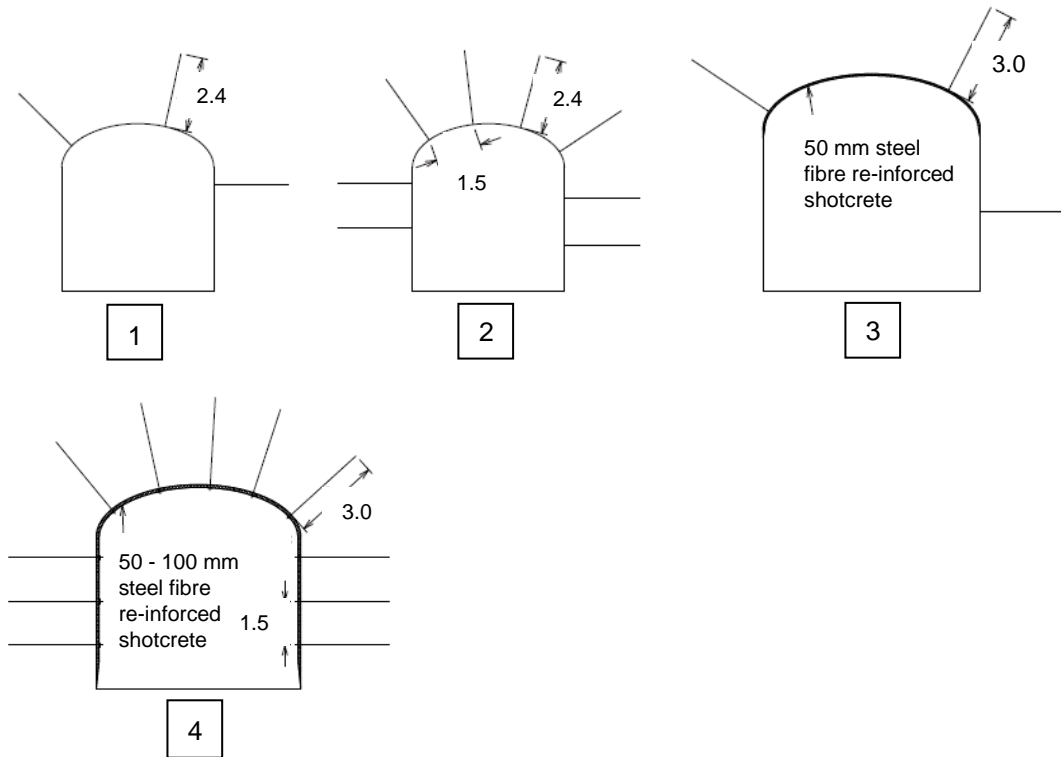 2.4
1
2.4
1.5
2
3.0
50 mm steel
fibre re-inforced
shotcrete
3
3.0
50 - 100 mm
steel fibre
re-inforced
shotcrete
1.5
4